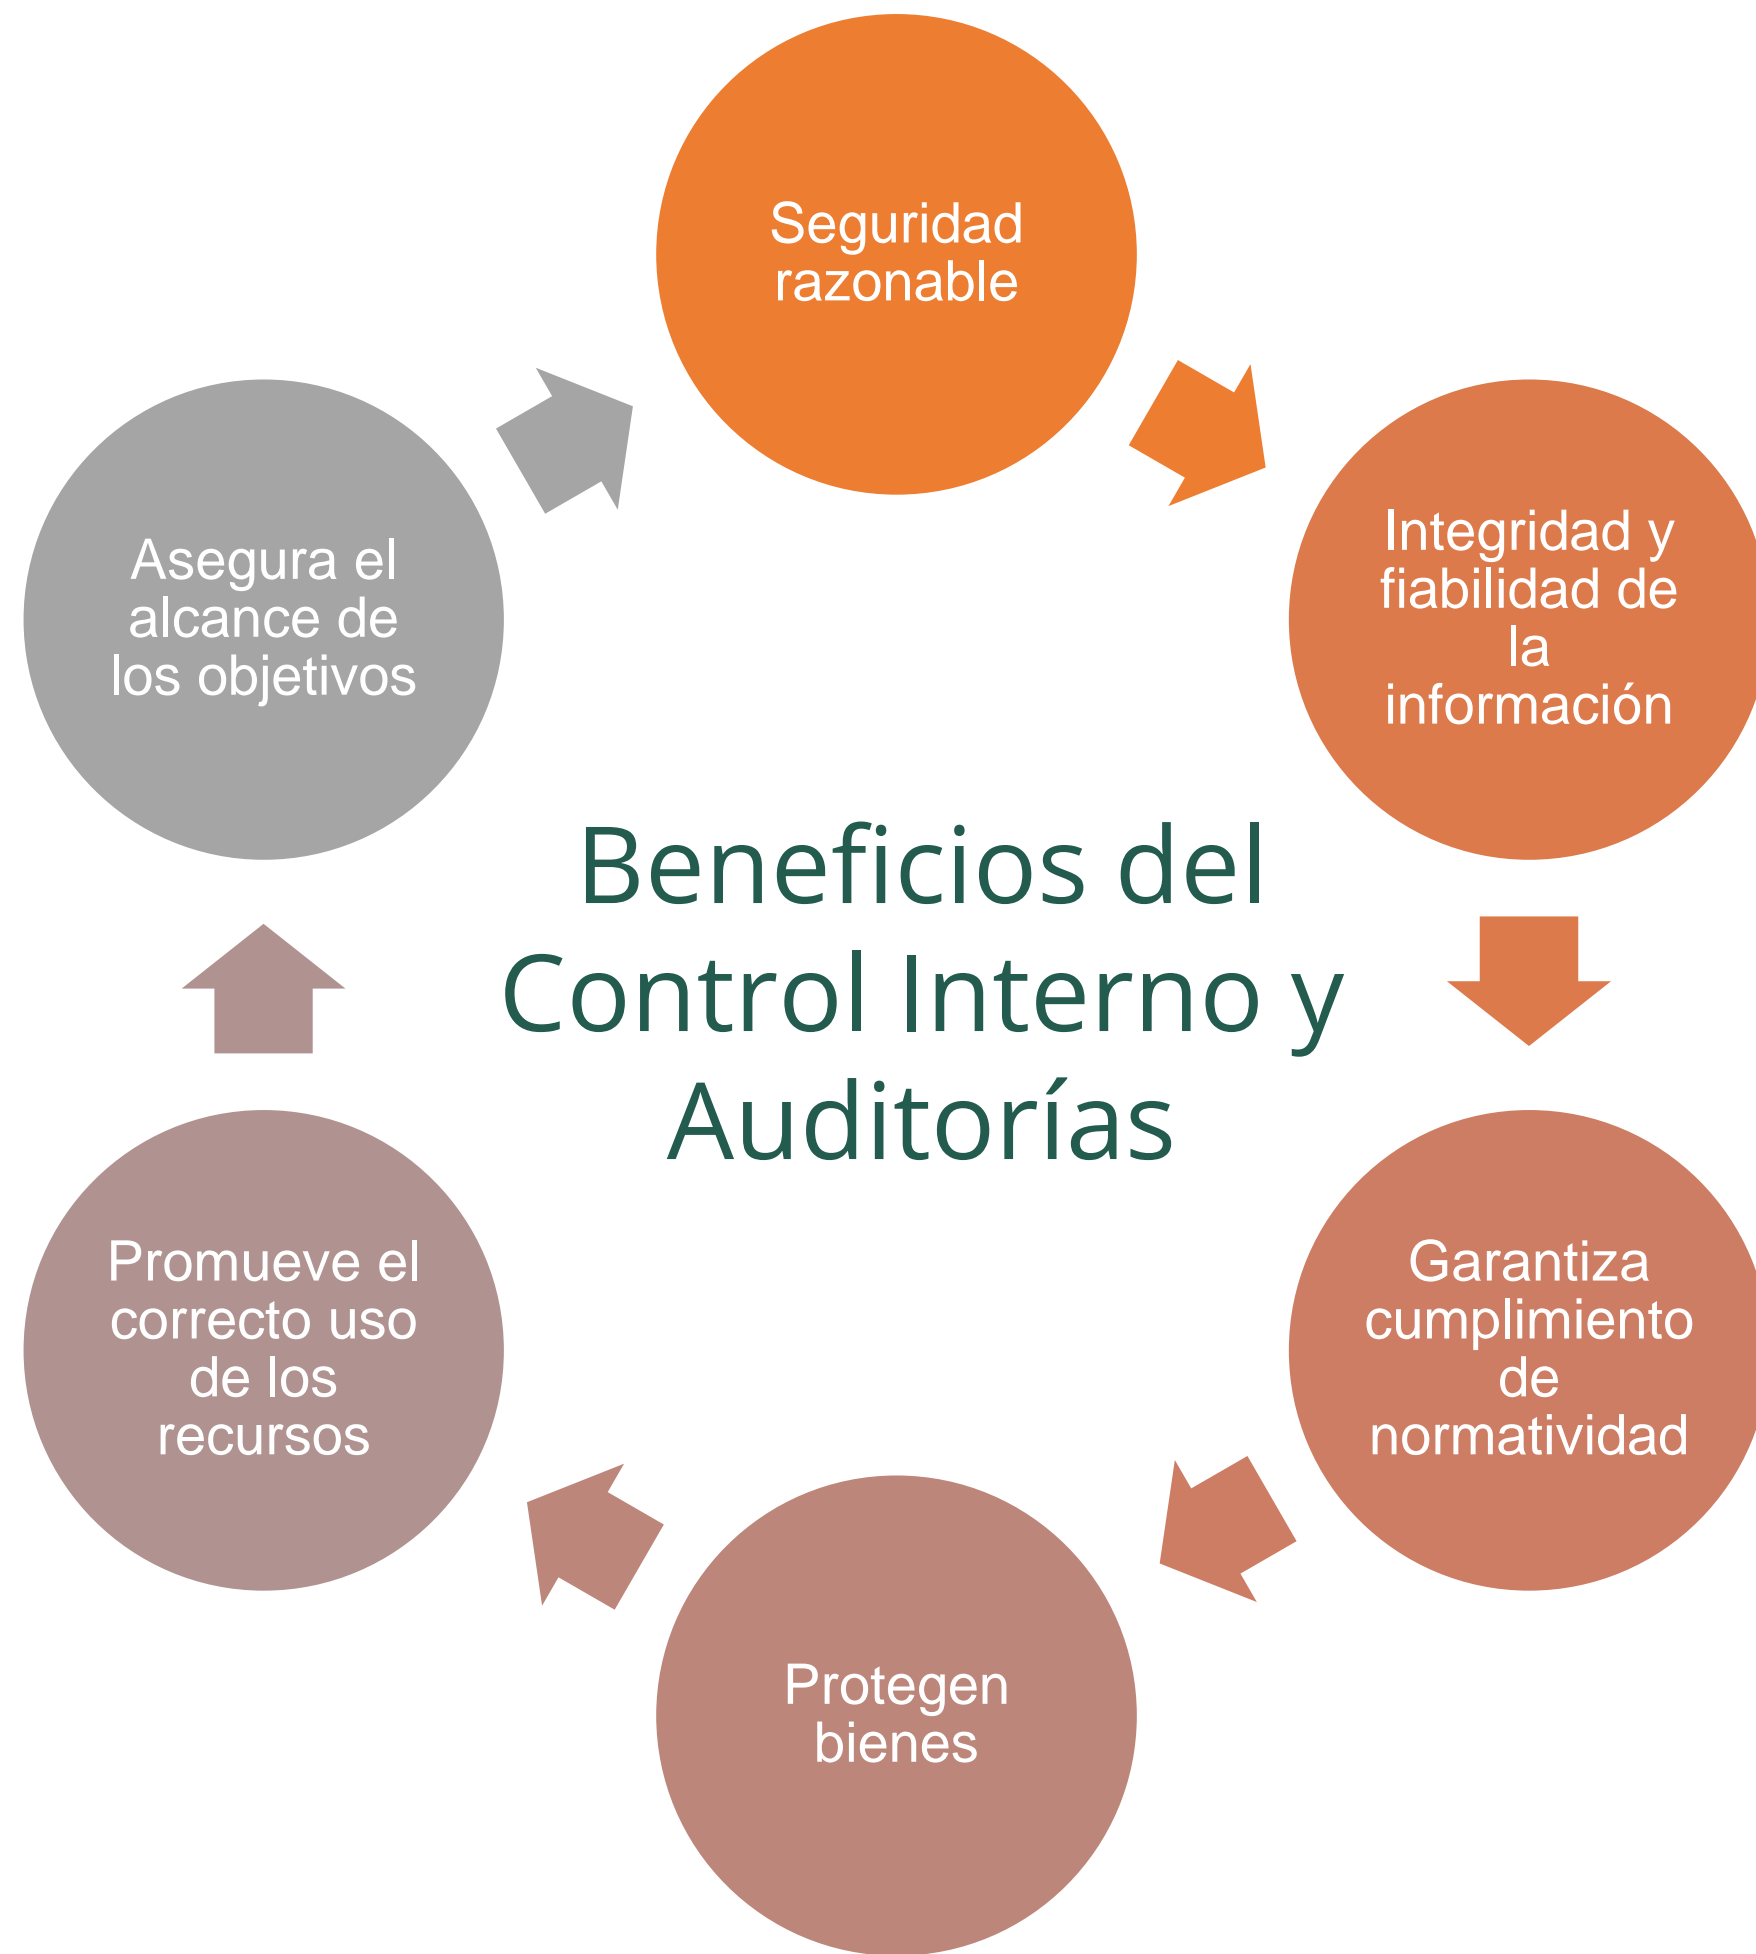 Seguridad
razonable
Integridad y
fiabilidad de
la
información
Garantiza
cumplimiento
de
normatividad
Protegen
bienes
Promueve el
correcto uso
de los
recursos
Asegura el
alcance de
los objetivos
Beneficios del
Control Interno y
Auditorías